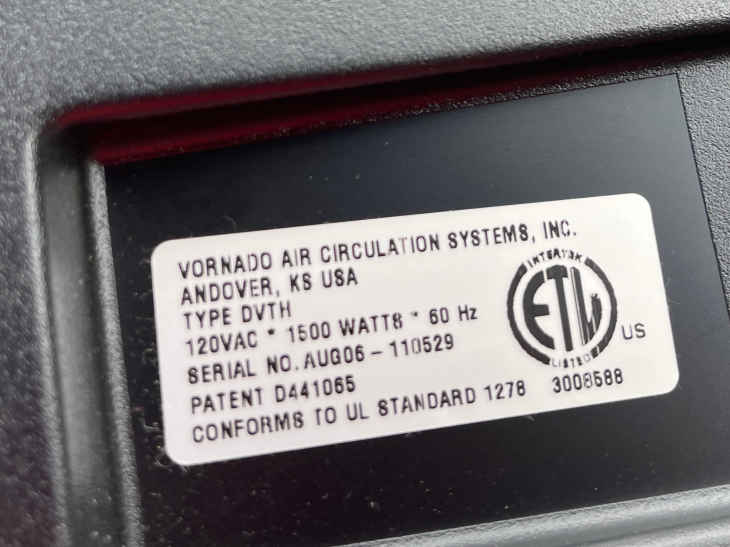 VORNADO AIR CIRCULATION SYSTEMS, INC.
ANDOVER, KS USA
TYPE DVTH
120VAC * 1500 WATTS * 60 Hz
SERIAL NO. AUG06-110529
PATENT D441065
CONFORMS TO UL STANDARD 1278
INTERTEK
ETL
LISTED
US
3008588